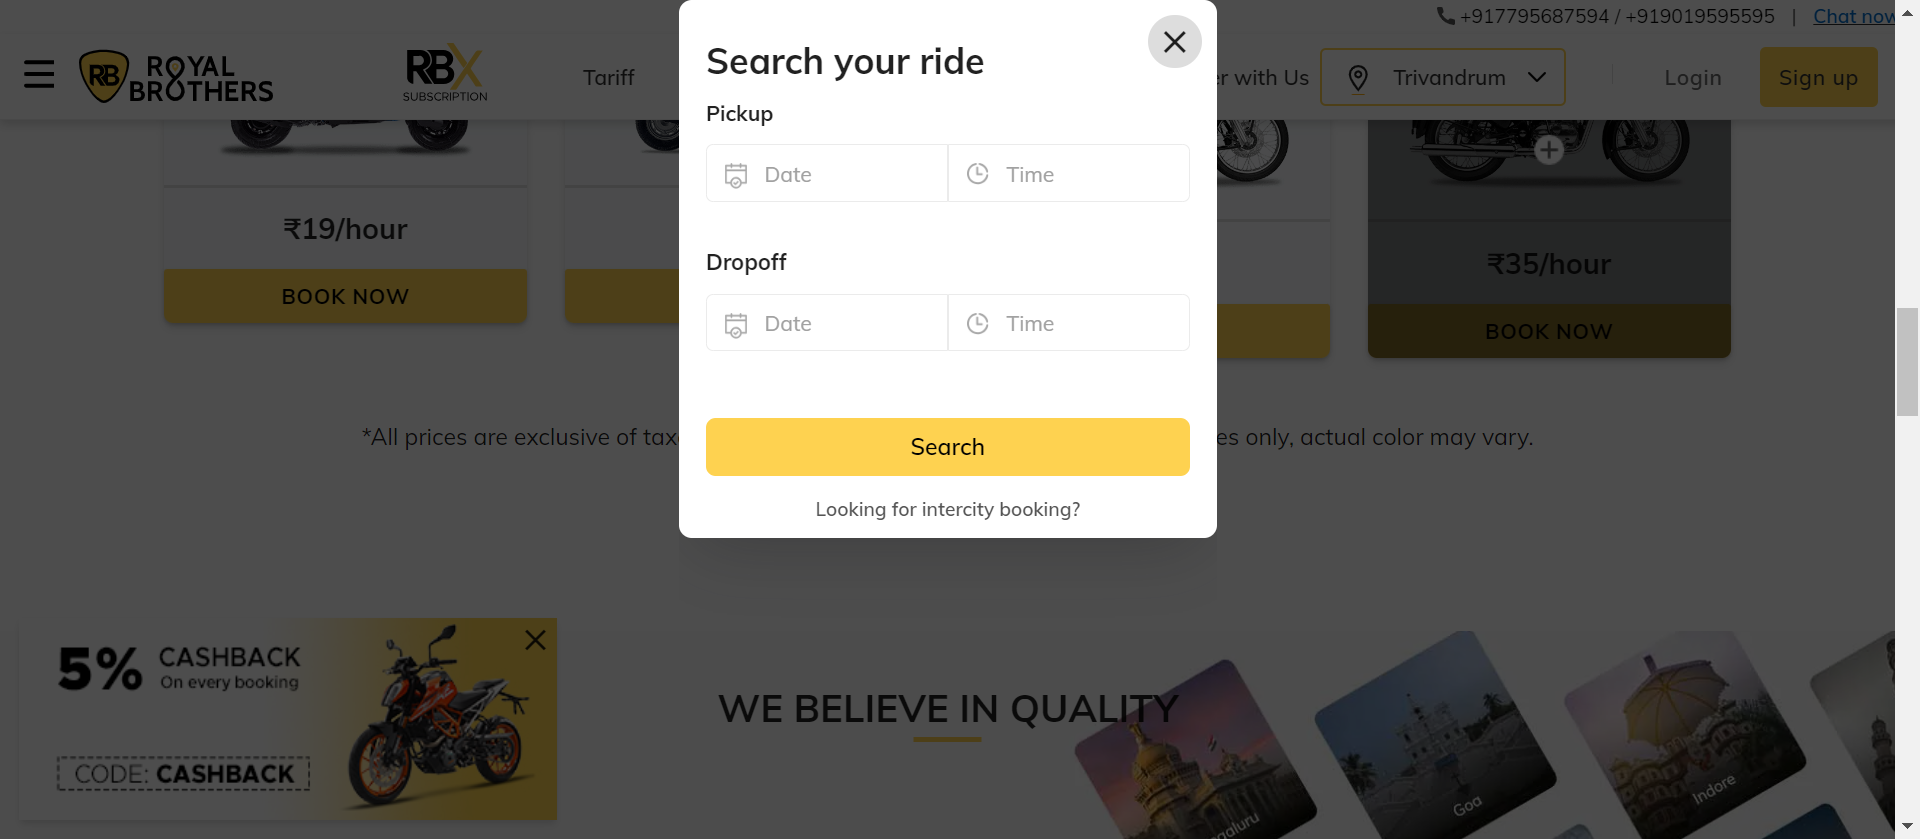 +917795687594 / +919019595595 | Chat now
ROYAL
BROTHERS
RB
RBX
SUBSCRIPTION
Tariff
with Us
Trivandrum
Login
Sign up
Search your ride
Pickup
Date
Time
Dropoff
Date
Time
Search
Looking for intercity booking?
₹19/hour
BOOK NOW
₹35/hour
BOOK NOW
*All prices are exclusive of
only, actual color may vary.
5% CASHBACK
On every booking
CODE: CASHBACK
WE BELIEVE IN QUALITY
Goa
Indore